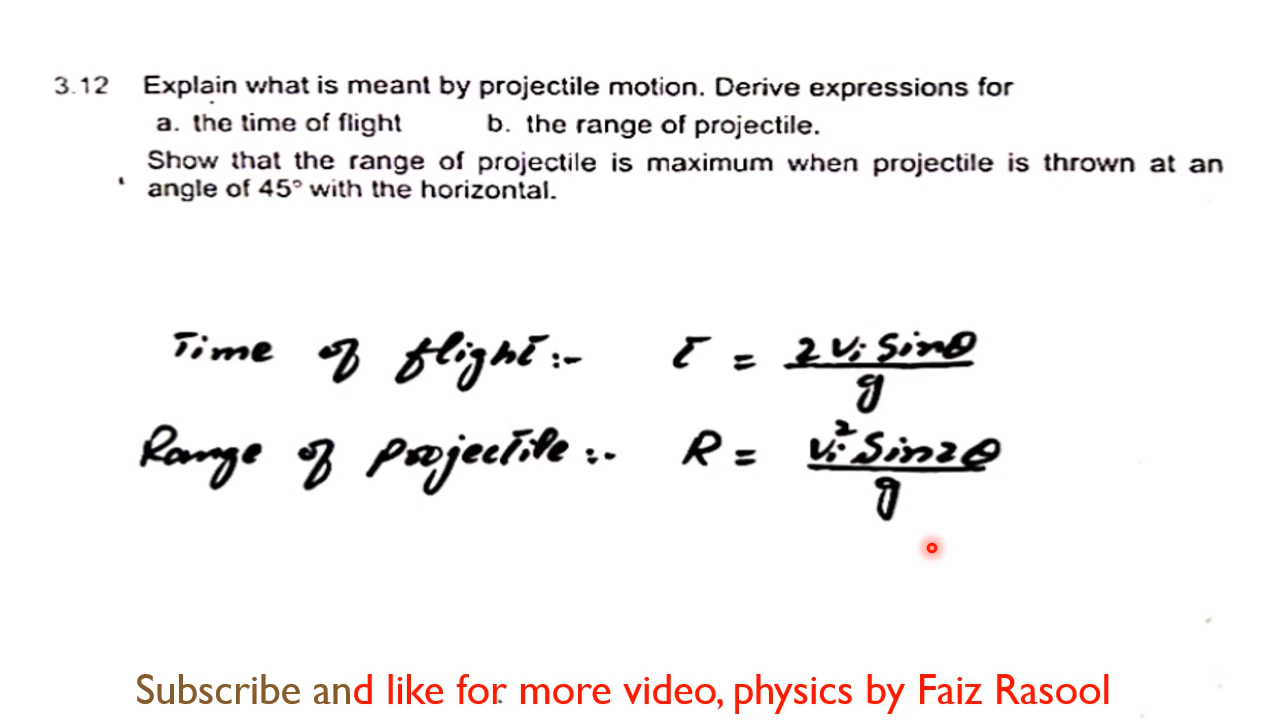 3.12 Explain what is meant by projectile motion. Derive expressions for
a. the time of flight b. the range of projectile.
Show that the range of projectile is maximum when projectile is thrown at an
angle of 45° with the horizontal.
Time of flight:- t = 2 vi Sinθ / g
Range of projectile:- R = vi² Sin2θ / g
Subscribe and like for more video, physics by Faiz Rasool